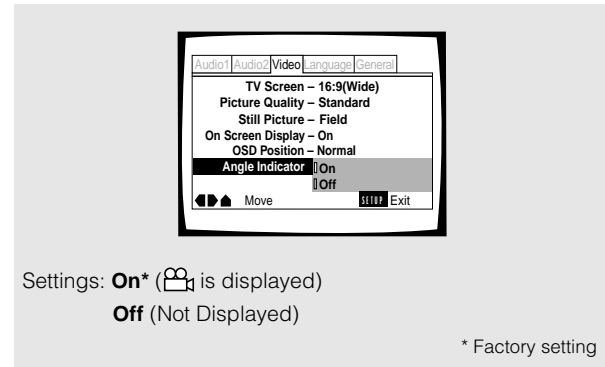 Audio1 Audio2 Video Language General
TV Screen – 16:9(Wide)
Picture Quality – Standard
Still Picture – Field
On Screen Display – On
OSD Position – Normal
Angle Indicator On
Off
Move SETUP Exit
Settings: On* ( is displayed)
Off (Not Displayed)
* Factory setting